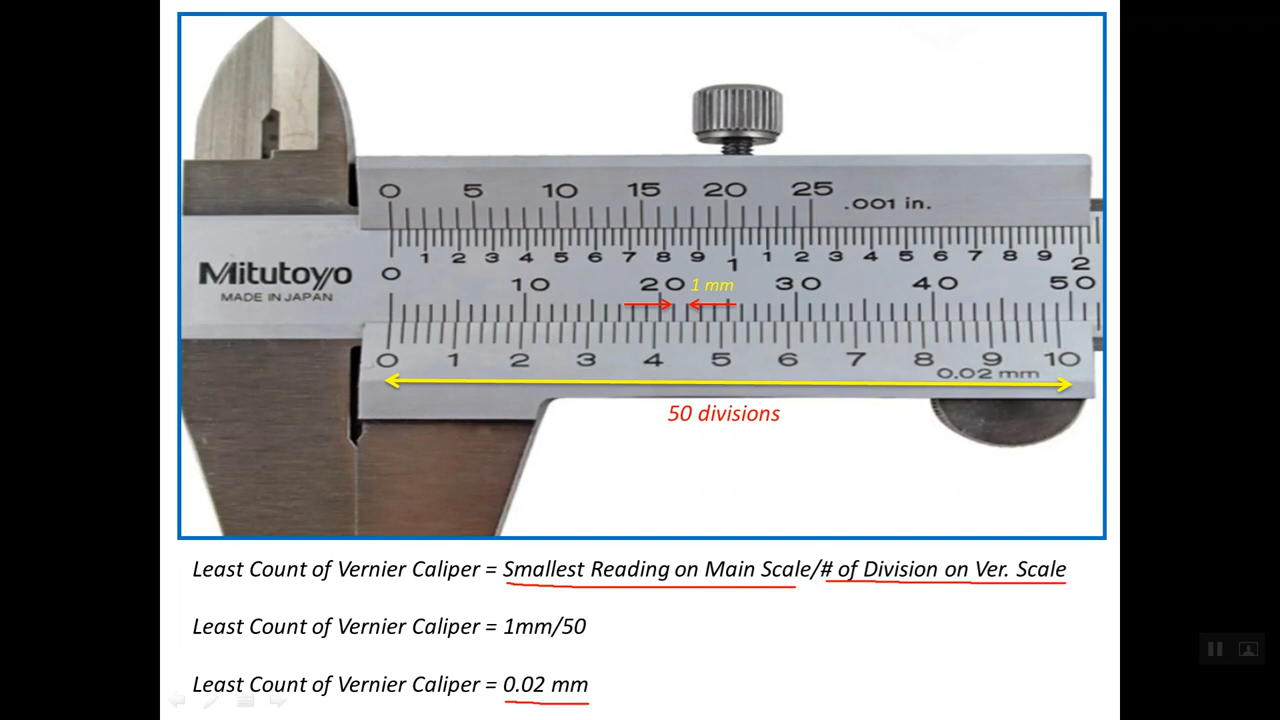 0 5 10 15 20 25 .001 in.
1 2 3 4 5 6 7 8 9 1 1 2 3 4 5 6 7 8 9 2
Mitutoyo
MADE IN JAPAN
0 10 20 1 mm 30 40 50
0 1 2 3 4 5 6 7 8 9 10
0.02 mm
50 divisions
Least Count of Vernier Caliper = Smallest Reading on Main Scale/# of Division on Ver. Scale
Least Count of Vernier Caliper = 1mm/50
Least Count of Vernier Caliper = 0.02 mm